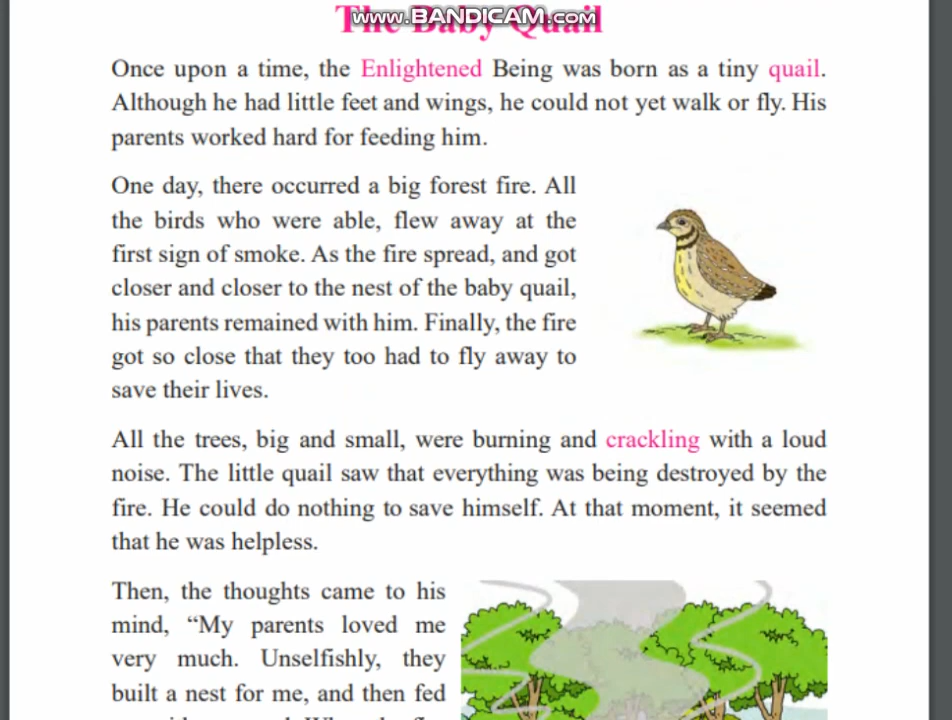 www.BANDICAM.com
The Baby Quail
Once upon a time, the Enlightened Being was born as a tiny quail.
Although he had little feet and wings, he could not yet walk or fly. His
parents worked hard for feeding him.
One day, there occurred a big forest fire. All
the birds who were able, flew away at the
first sign of smoke. As the fire spread, and got
closer and closer to the nest of the baby quail,
his parents remained with him. Finally, the fire
got so close that they too had to fly away to
save their lives.
All the trees, big and small, were burning and crackling with a loud
noise. The little quail saw that everything was being destroyed by the
fire. He could do nothing to save himself. At that moment, it seemed
that he was helpless.
Then, the thoughts came to his
mind, “My parents loved me
very much. Unselfishly, they
built a nest for me, and then fed